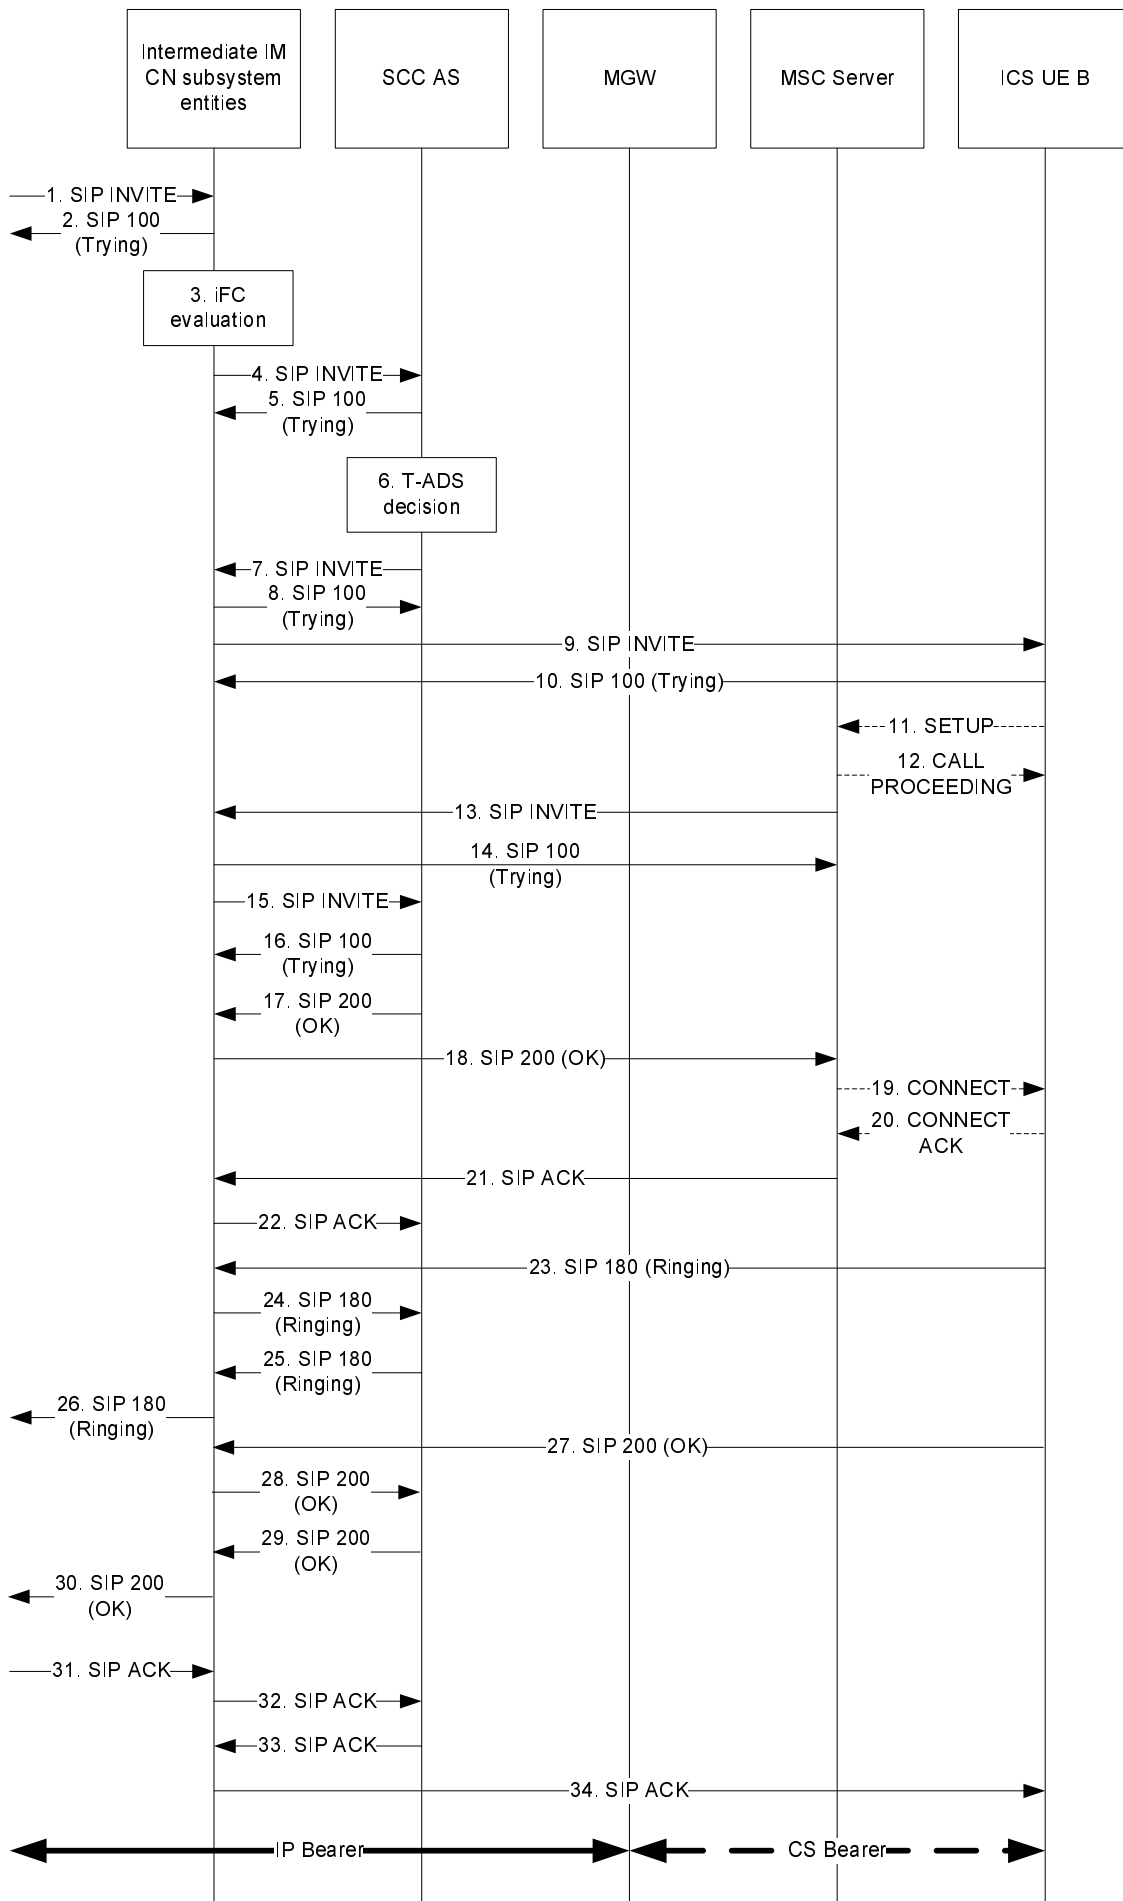 Intermediate IM
CN subsystem
entities
SCC AS
MGW
MSC Server
ICS UE B
1. SIP INVITE
2. SIP 100
(Trying)
3. iFC
evaluation
4. SIP INVITE
5. SIP 100
(Trying)
6. T-ADS
decision
7. SIP INVITE
8. SIP 100
(Trying)
9. SIP INVITE
10. SIP 100 (Trying)
11. SETUP
12. CALL
PROCEEDING
13. SIP INVITE
14. SIP 100
(Trying)
15. SIP INVITE
16. SIP 100
(Trying)
17. SIP 200
(OK)
18. SIP 200 (OK)
19. CONNECT
20. CONNECT
ACK
21. SIP ACK
22. SIP ACK
23. SIP 180 (Ringing)
24. SIP 180
(Ringing)
25. SIP 180
(Ringing)
26. SIP 180
(Ringing)
27. SIP 200 (OK)
28. SIP 200
(OK)
29. SIP 200
(OK)
30. SIP 200
(OK)
31. SIP ACK
32. SIP ACK
33. SIP ACK
34. SIP ACK
IP Bearer
CS Bearer